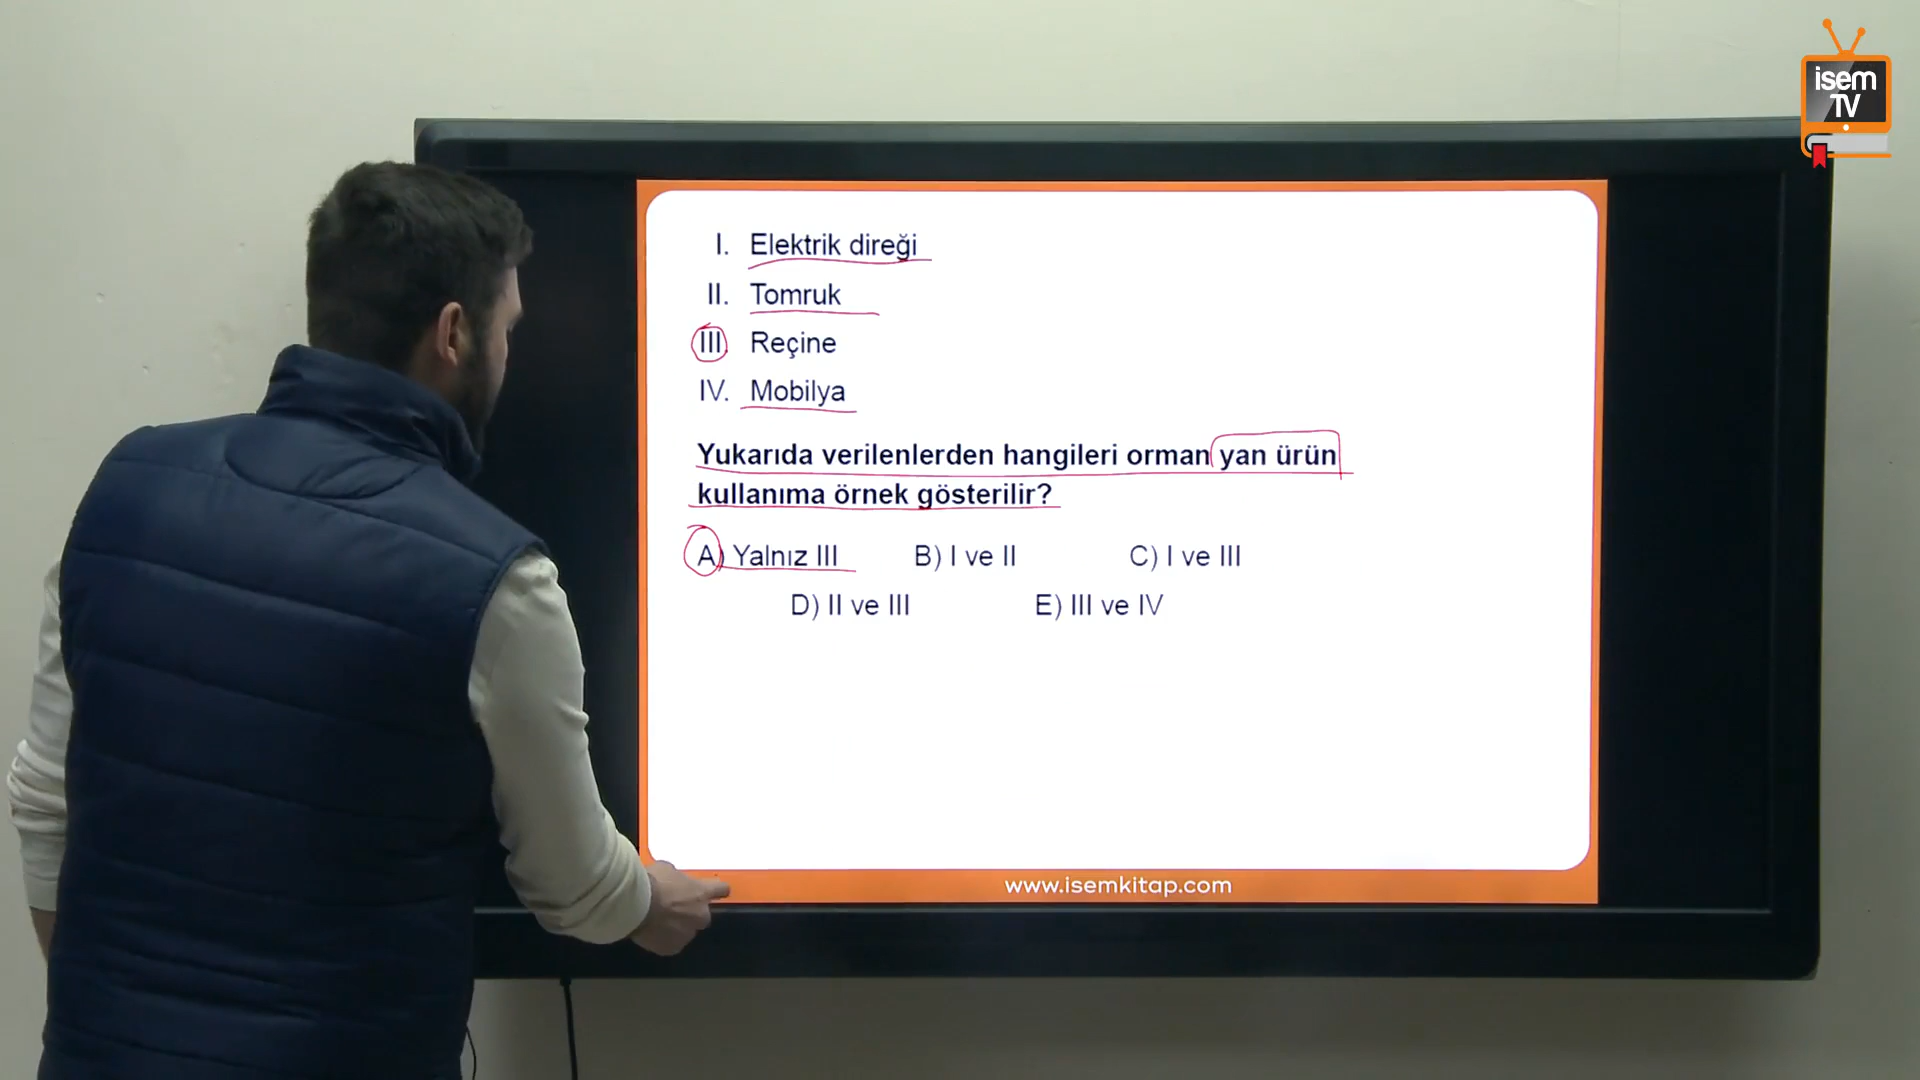 isem
TV
I. Elektrik direği
II. Tomruk
III. Reçine
IV. Mobilya
Yukarıda verilenlerden hangileri orman yan ürün
kullanıma örnek gösterilir?
A) Yalnız III B) I ve II C) I ve III
D) II ve III E) III ve IV
www.isemkitap.com